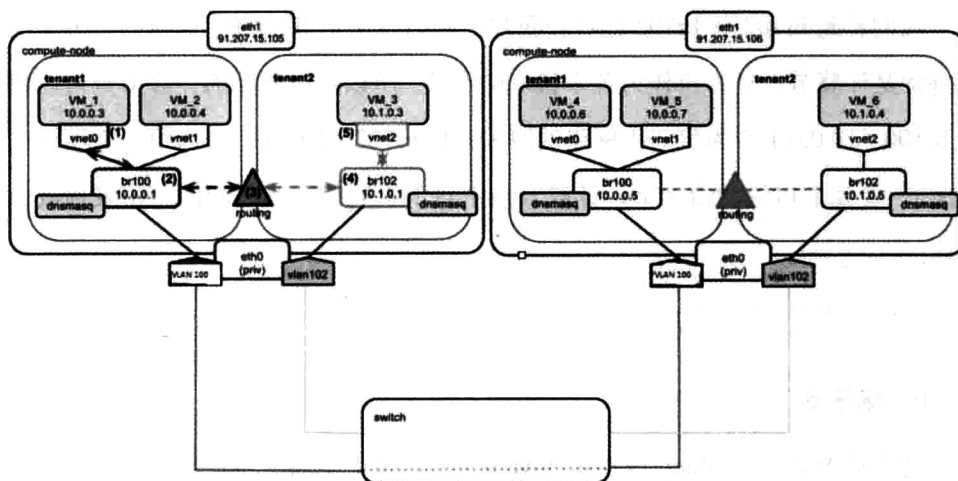 eth1
91.207.15.105
compute-node
tenant1
tenant2
VM_1
10.0.0.3
VM_2
10.0.0.4
VM_3
10.1.0.3
vnet0
(1)
vnet1
(5)
vnet2
br100
10.0.0.1
(2)
(3)
(4)
br102
10.1.0.1
dnsmasq
dnsmasq
routing
eth0
(priv)
VLAN 100
vlan102
eth1
91.207.15.106
compute-node
tenant1
tenant2
VM_4
10.0.0.6
VM_5
10.0.0.7
VM_6
10.1.0.4
vnet0
vnet1
vnet2
br100
10.0.0.5
br102
10.1.0.5
dnsmasq
dnsmasq
routing
eth0
(priv)
VLAN 100
vlan102
switch